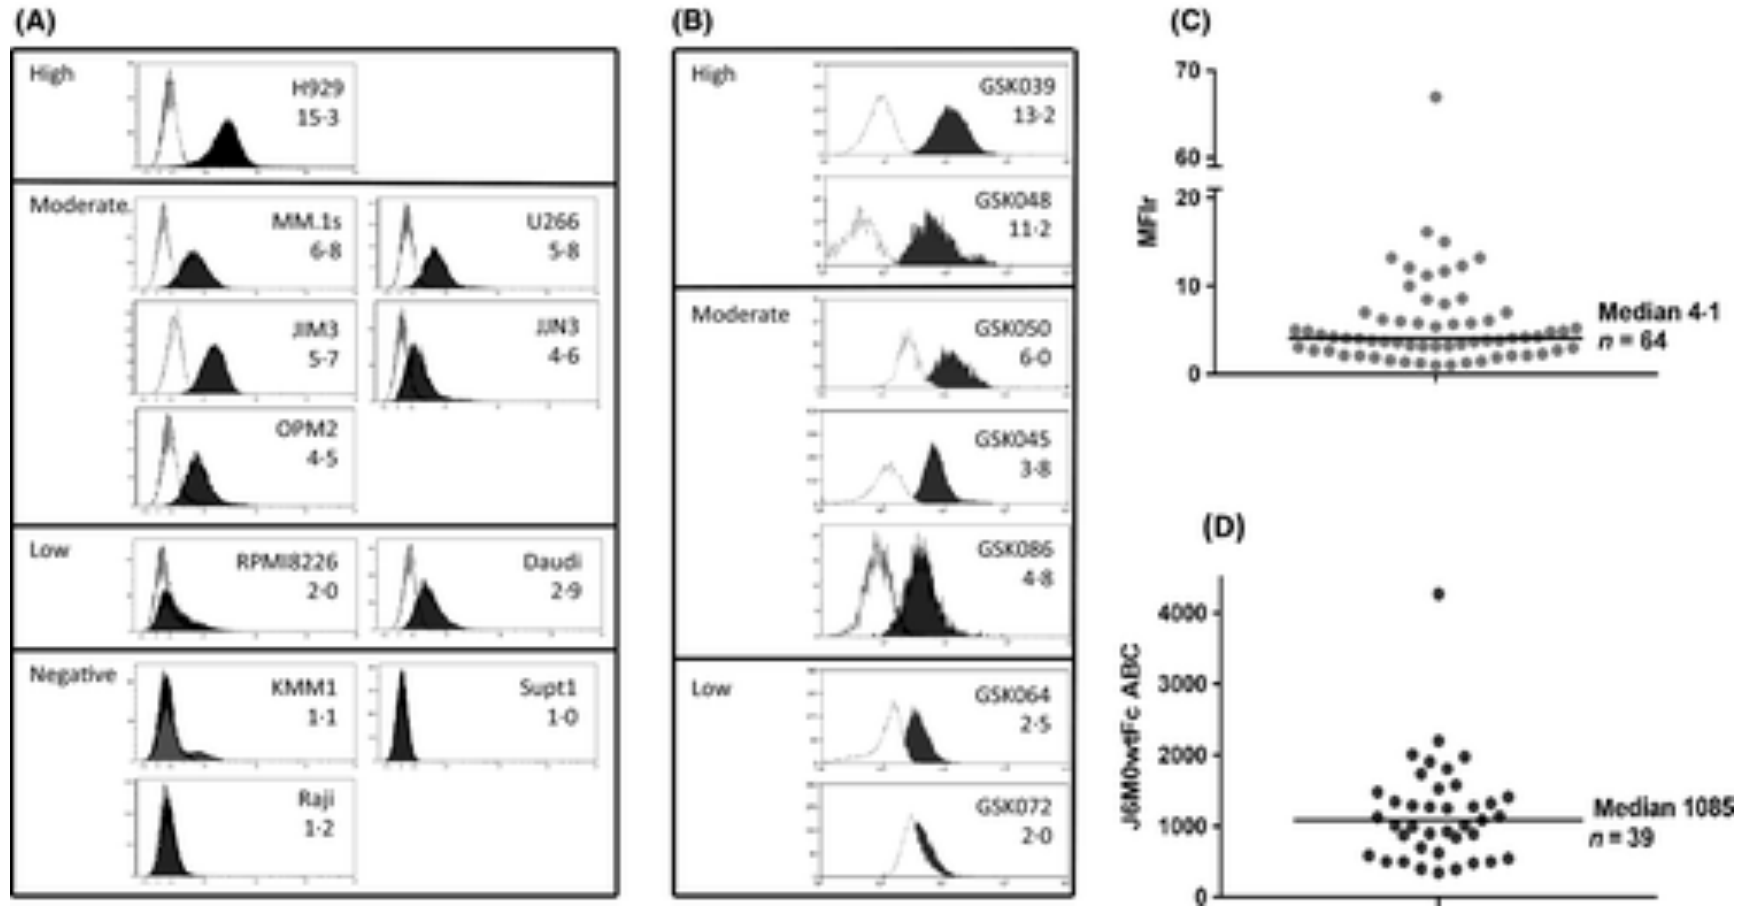 (A)
High
H929
15·3
Moderate
MM.1s
6·8
U266
5·8
JIM3
5·7
JJN3
4·6
OPM2
4·5
Low
RPMI8226
2·0
Daudi
2·9
Negative
KMM1
1·1
Supt1
1·0
Raji
1·2
(B)
High
GSK039
13·2
GSK048
11·2
Moderate
GSK050
6·0
GSK045
3·8
GSK086
4·8
Low
GSK064
2·5
GSK072
2·0
(C)
MFIr
70
60
20
10
0
Median 4·1
n = 64
(D)
J6M0wtFc ABC
4000
3000
2000
1000
0
Median 1085
n = 39